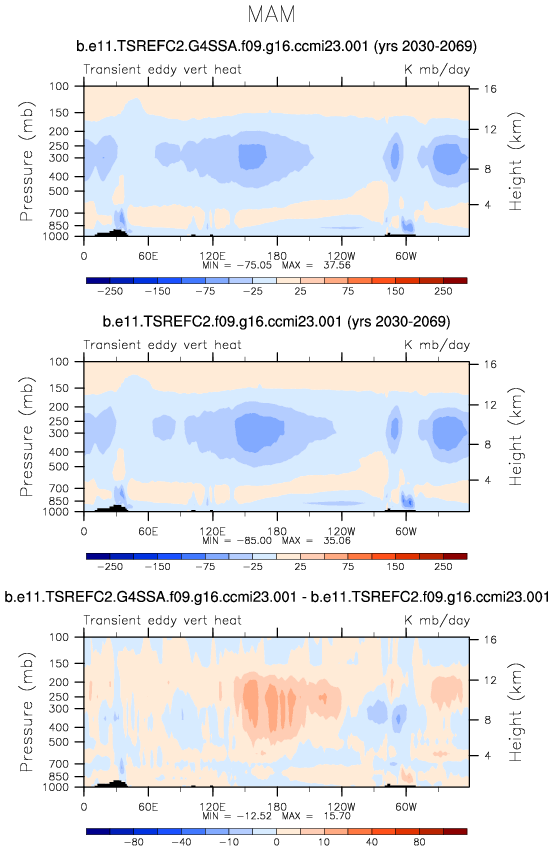 MAM
b.e11.TSREFC2.G4SSA.f09.g16.ccmi23.001 (yrs 2030-2069)
Transient eddy vert heat K mb/day
Pressure (mb)
100
150
200
250
300
400
500
700
850
1000
16
12
8
4
Height (km)
0 60E 120E 180 120W 60W
MIN = -75.05 MAX = 37.56
-250 -150 -75 -25 25 75 150 250
b.e11.TSREFC2.f09.g16.ccmi23.001 (yrs 2030-2069)
Transient eddy vert heat K mb/day
Pressure (mb)
100
150
200
250
300
400
500
700
850
1000
16
12
8
4
Height (km)
0 60E 120E 180 120W 60W
MIN = -85.00 MAX = 35.06
-250 -150 -75 -25 25 75 150 250
b.e11.TSREFC2.G4SSA.f09.g16.ccmi23.001 - b.e11.TSREFC2.f09.g16.ccmi23.001
Transient eddy vert heat K mb/day
Pressure (mb)
100
150
200
250
300
400
500
700
850
1000
16
12
8
4
Height (km)
0 60E 120E 180 120W 60W
MIN = -12.52 MAX = 15.70
-80 -40 -10 0 10 40 80